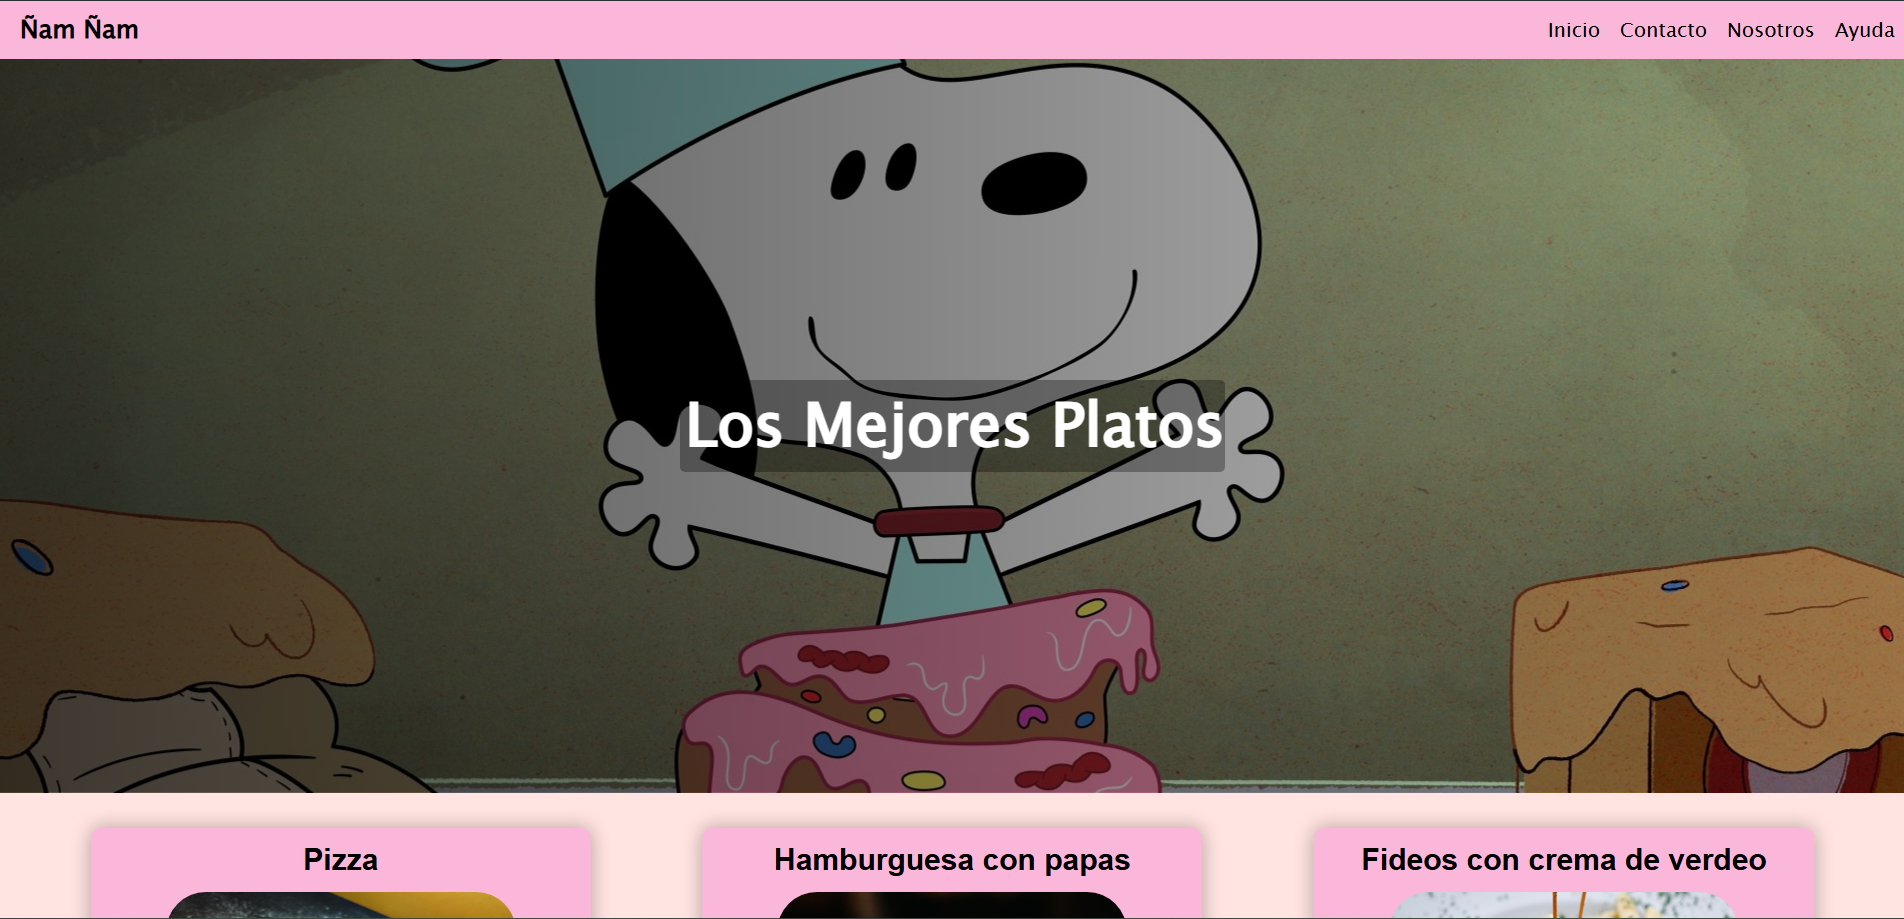 Ñam Ñam
Inicio Contacto Nosotros Ayuda
Los Mejores Platos
Pizza
Hamburguesa con papas
Fideos con crema de verdeo